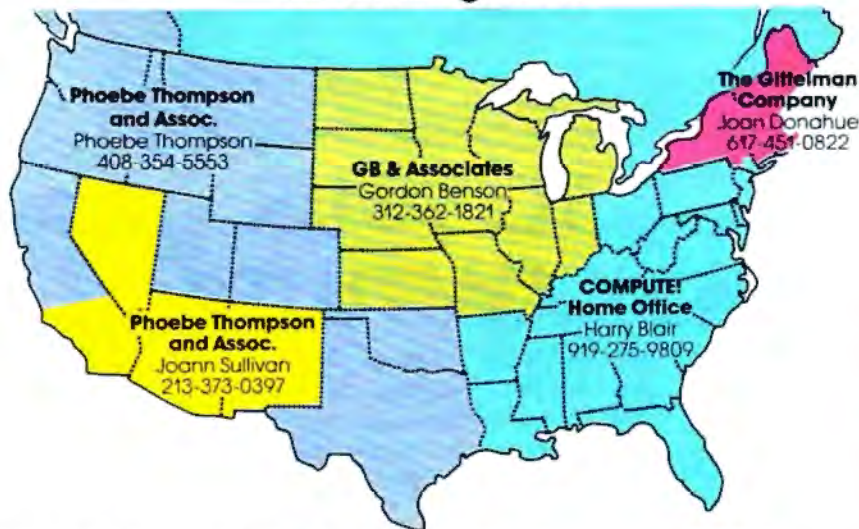 Phoebe Thompson
and Assoc.
Phoebe Thompson
408-354-5553
GB & Associates
Gordon Benson
312-362-1821
The Gittelman
Company
Joan Donahue
617-451-0822
Phoebe Thompson
and Assoc.
Joann Sullivan
213-373-0397
COMPUTE!
Home Office
Harry Blair
919-275-9809